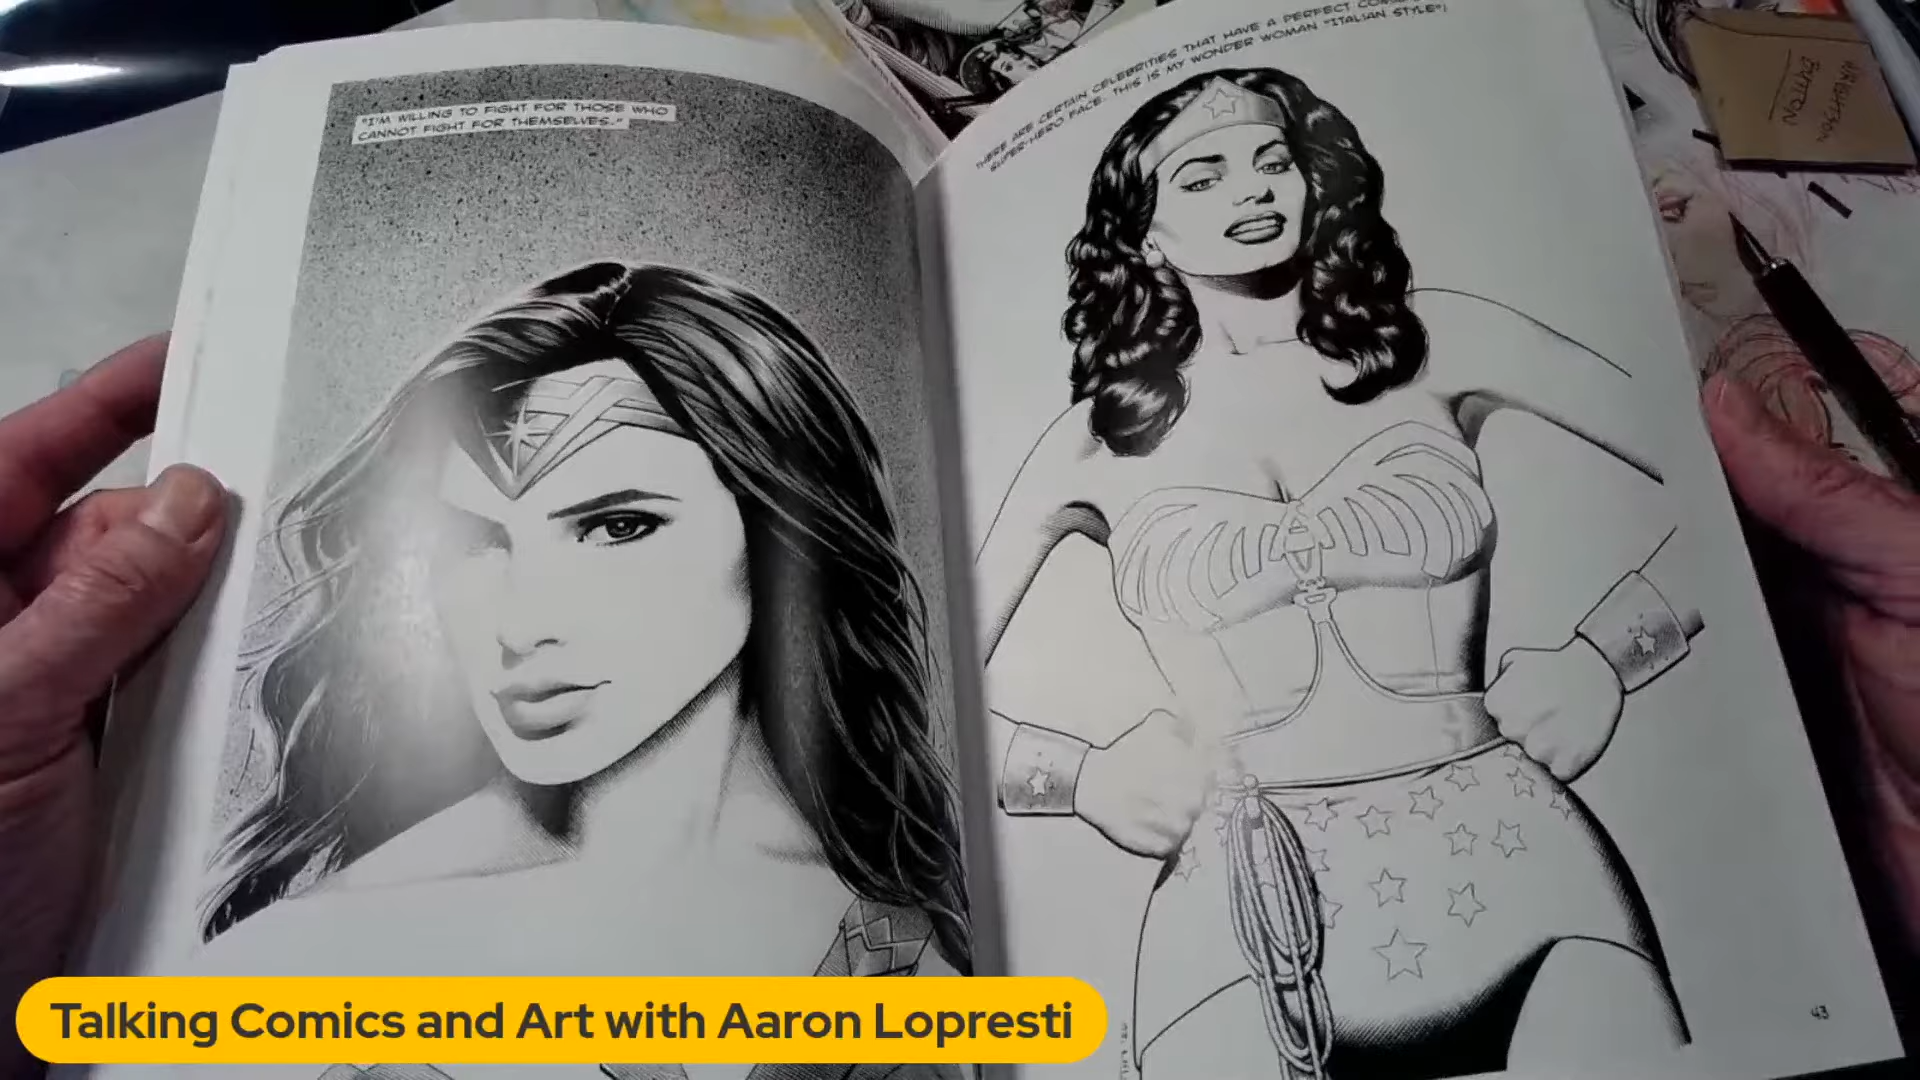 "I'M WILLING TO FIGHT FOR THOSE WHO
CANNOT FIGHT FOR THEMSELVES."
THERE ARE CERTAIN CELEBRITIES THAT HAVE A PERFECT
SUPER-HERO FACE. THIS IS MY WONDER WOMAN "ITALIAN STYLE"!
43
Talking Comics and Art with Aaron Lopresti